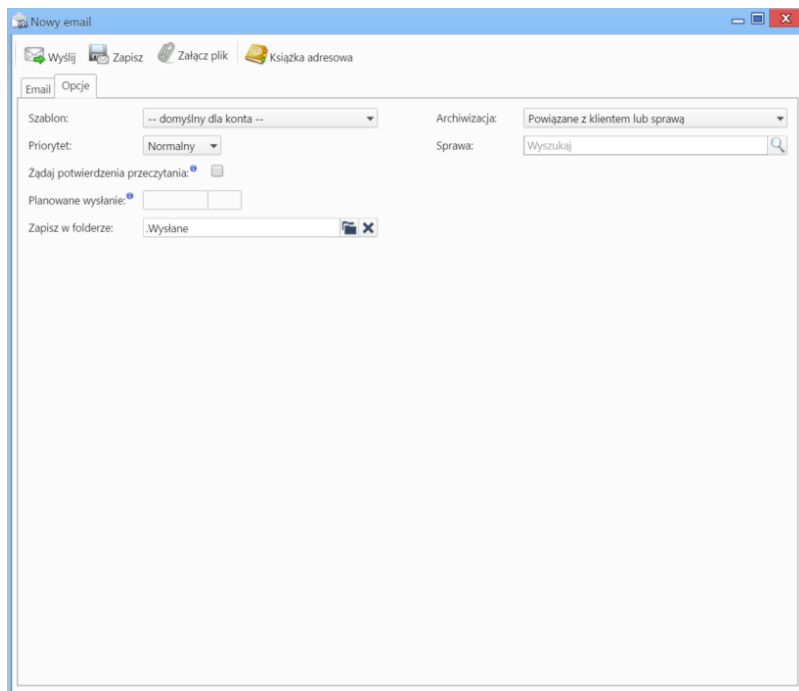 Nowy email
Wyślij Zapisz Załącz plik Książka adresowa
Email Opcje
Szablon: -- domyślny dla konta -- Archiwizacja: Powiązane z klientem lub sprawą
Priorytet: Normalny Sprawa: Wyszukaj
Żądaj potwierdzenia przeczytania:
Planowane wysłanie:
Zapisz w folderze: .Wysłane